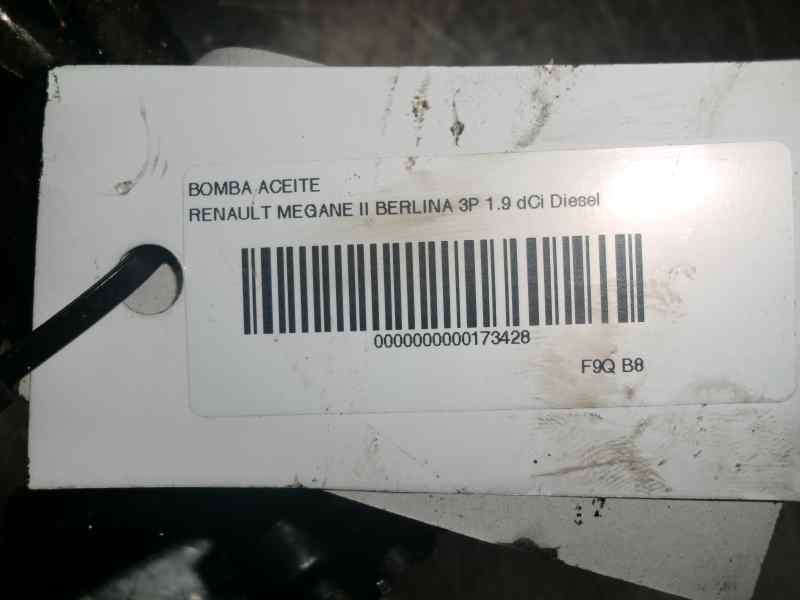 BOMBA ACEITE
RENAULT MEGANE II BERLINA 3P 1.9 dCi Diesel
0000000000173428
F9Q B8